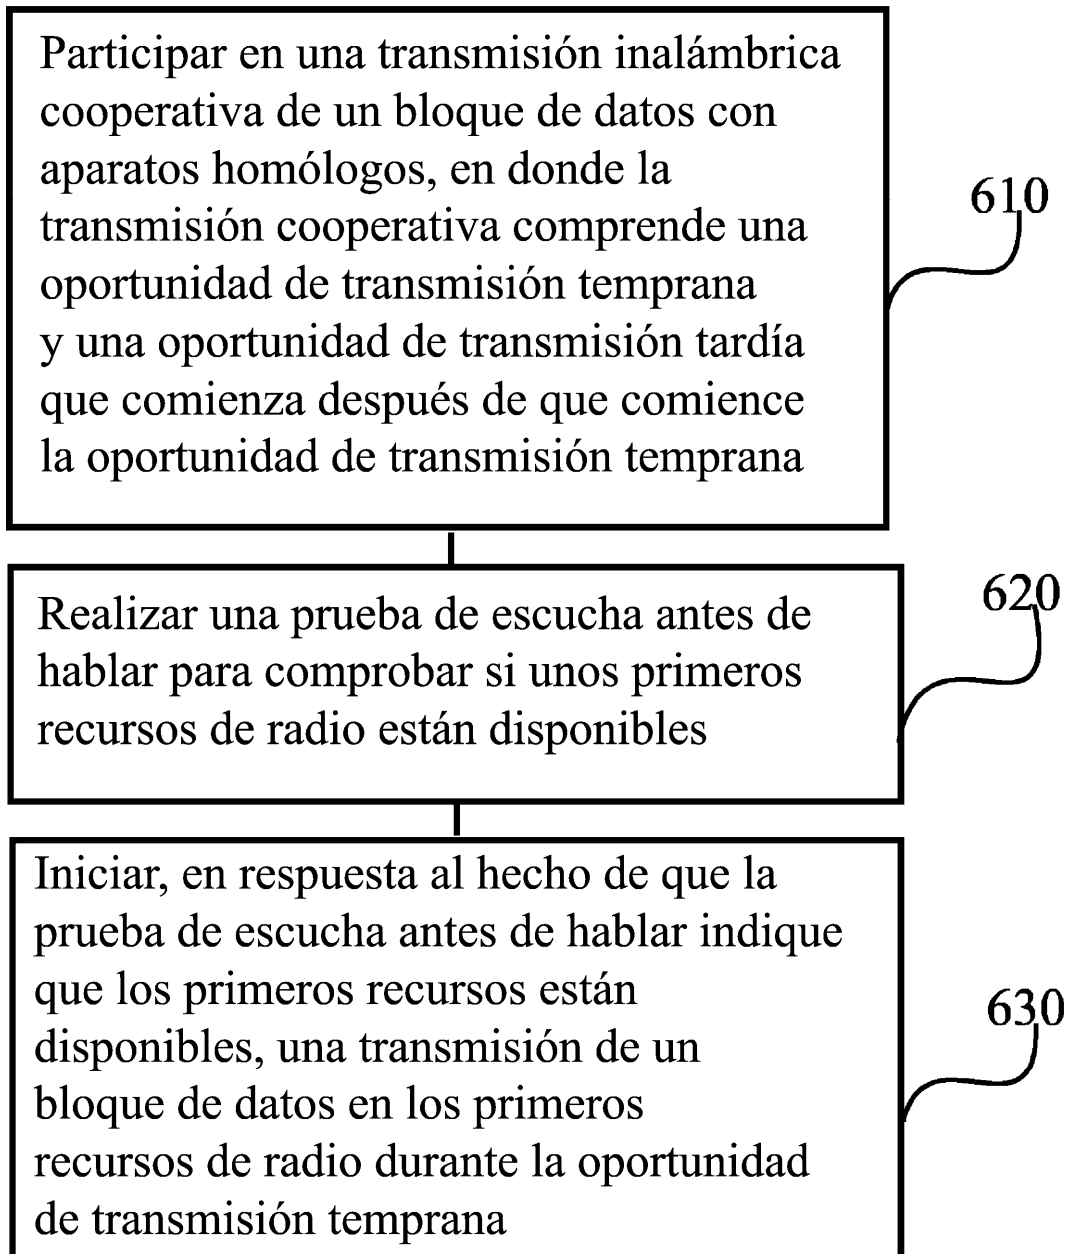 Participar en una transmisión inalámbrica
cooperativa de un bloque de datos con
aparatos homólogos, en donde la
transmisión cooperativa comprende una
oportunidad de transmisión temprana
y una oportunidad de transmisión tardía
que comienza después de que comience
la oportunidad de transmisión temprana
610
Realizar una prueba de escucha antes de
hablar para comprobar si unos primeros
recursos de radio están disponibles
620
Iniciar, en respuesta al hecho de que la
prueba de escucha antes de hablar indique
que los primeros recursos están
disponibles, una transmisión de un
bloque de datos en los primeros
recursos de radio durante la oportunidad
de transmisión temprana
630